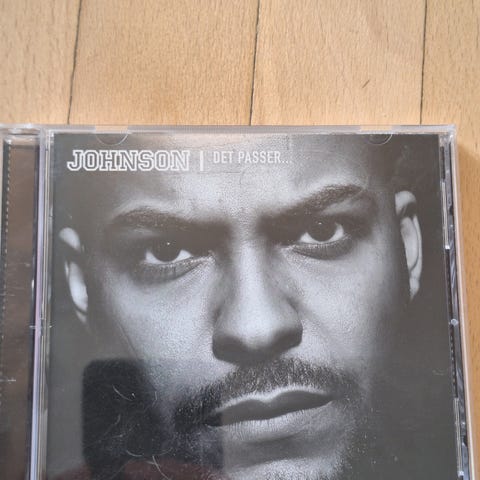 JOHNSON | DET PASSER...